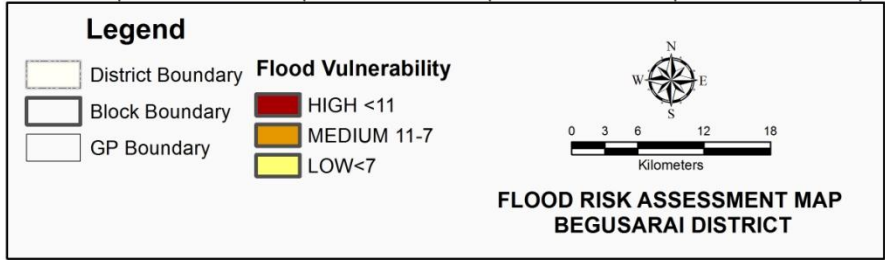 Legend
District Boundary
Block Boundary
GP Boundary
Flood Vulnerability
HIGH <11
MEDIUM 11-7
LOW<7
N
W E
S
0 3 6 12 18
Kilometers
FLOOD RISK ASSESSMENT MAP
BEGUSARAI DISTRICT